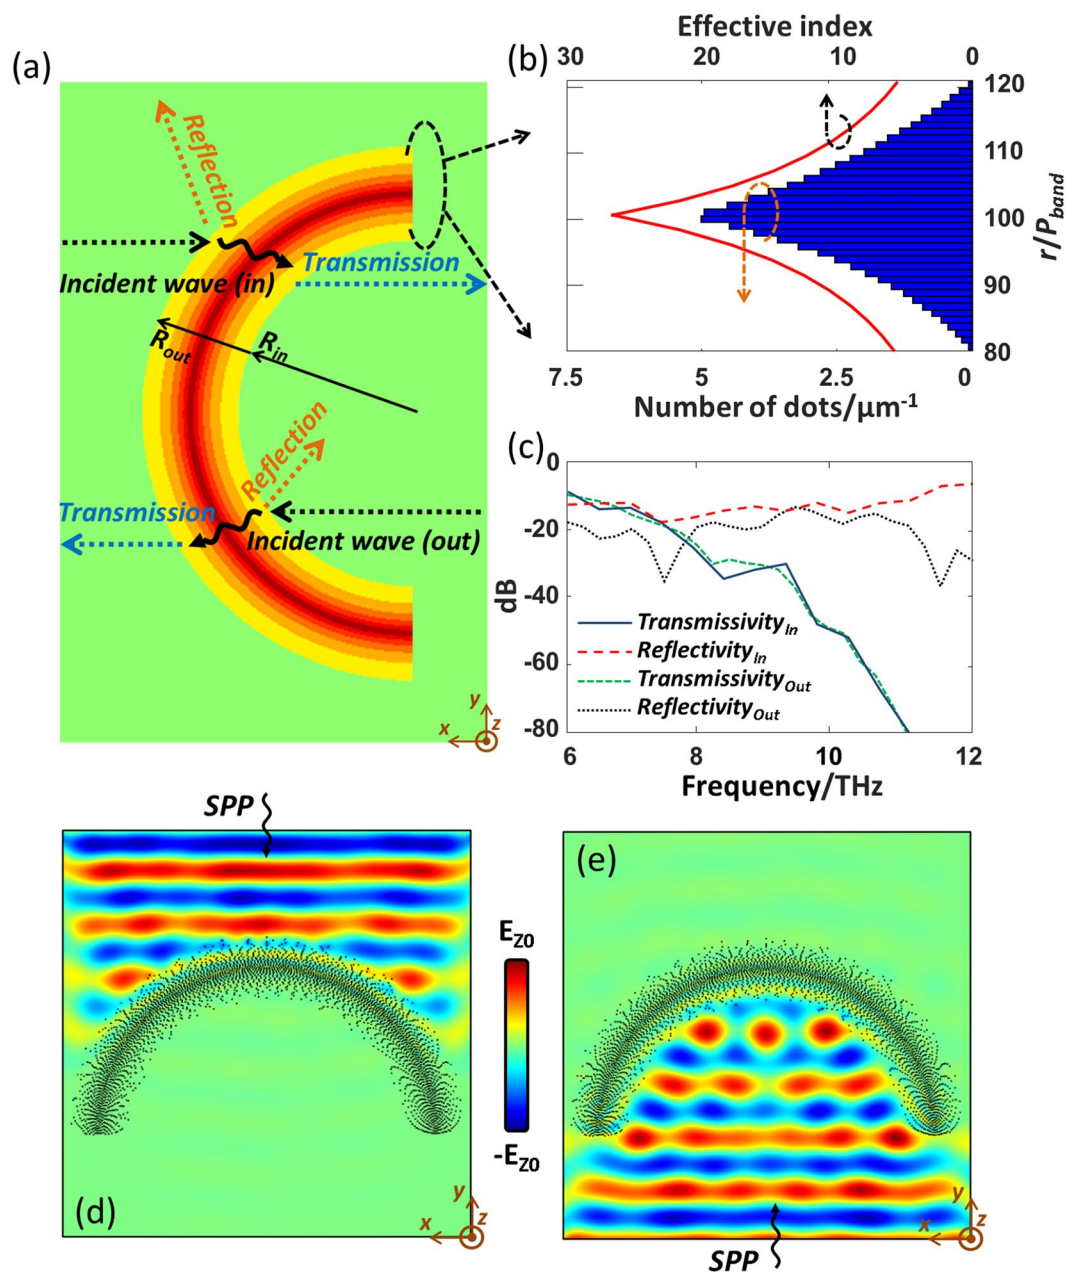 (a)
Reflection
Incident wave (in)
Transmission
R_out
R_in
Reflection
Transmission
Incident wave (out)
y
x
z
Effective index
(b)
30 20 10 0
120
110
100
90
80
r/P_band
7.5 5 2.5 0
Number of dots/μm⁻¹
(c)
0
-20
-40
-60
-80
dB
Transmissivity_in
Reflectivity_in
Transmissivity_Out
Reflectivity_Out
6 8 10 12
Frequency/THz
SPP
(d)
y
x
z
E_Z0
-E_Z0
(e)
y
x
z
SPP